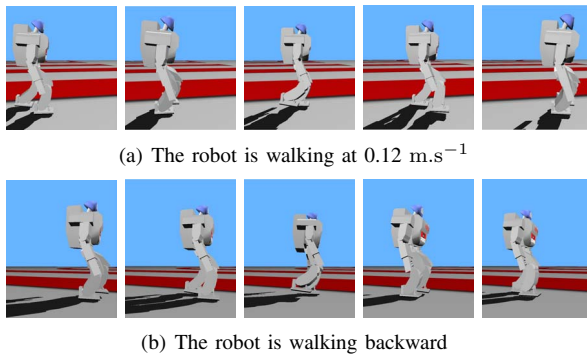 (a) The robot is walking at 0.12 m.s⁻¹
(b) The robot is walking backward